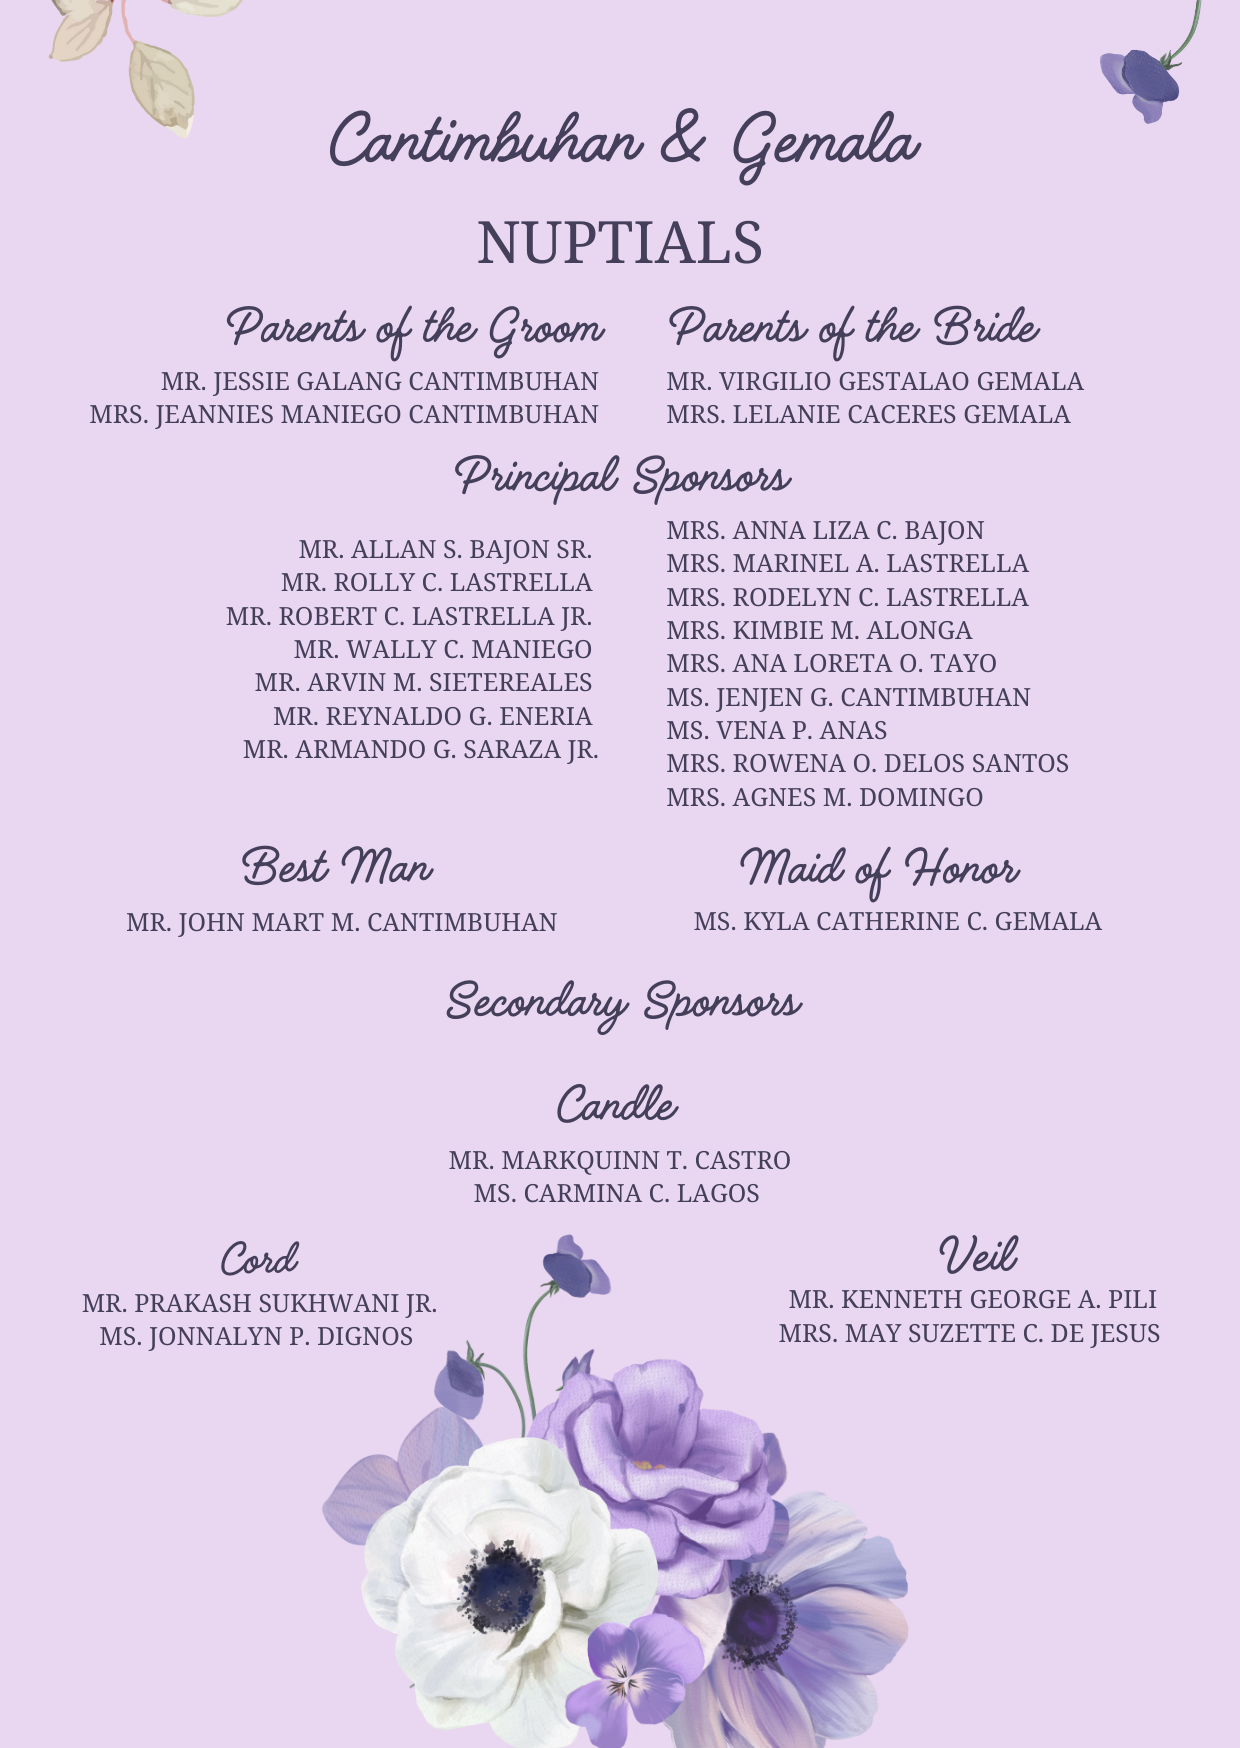 Cantimbuhan & Gemala
NUPTIALS
Parents of the Groom
MR. JESSIE GALANG CANTIMBUHAN
MRS. JEANNIES MANIEGO CANTIMBUHAN
Parents of the Bride
MR. VIRGILIO GESTALAO GEMALA
MRS. LELANIE CACERES GEMALA
Principal Sponsors
MR. ALLAN S. BAJON SR.
MR. ROLLY C. LASTRELLA
MR. ROBERT C. LASTRELLA JR.
MR. WALLY C. MANIEGO
MR. ARVIN M. SIETEREALES
MR. REYNALDO G. ENERIA
MR. ARMANDO G. SARAZA JR.
MRS. ANNA LIZA C. BAJON
MRS. MARINEL A. LASTRELLA
MRS. RODELYN C. LASTRELLA
MRS. KIMBIE M. ALONGA
MRS. ANA LORETA O. TAYO
MS. JENJEN G. CANTIMBUHAN
MS. VENA P. ANAS
MRS. ROWENA O. DELOS SANTOS
MRS. AGNES M. DOMINGO
Best Man
MR. JOHN MART M. CANTIMBUHAN
Maid of Honor
MS. KYLA CATHERINE C. GEMALA
Secondary Sponsors
Candle
MR. MARKQUINN T. CASTRO
MS. CARMINA C. LAGOS
Cord
MR. PRAKASH SUKHWANI JR.
MS. JONNALYN P. DIGNOS
Veil
MR. KENNETH GEORGE A. PILI
MRS. MAY SUZETTE C. DE JESUS